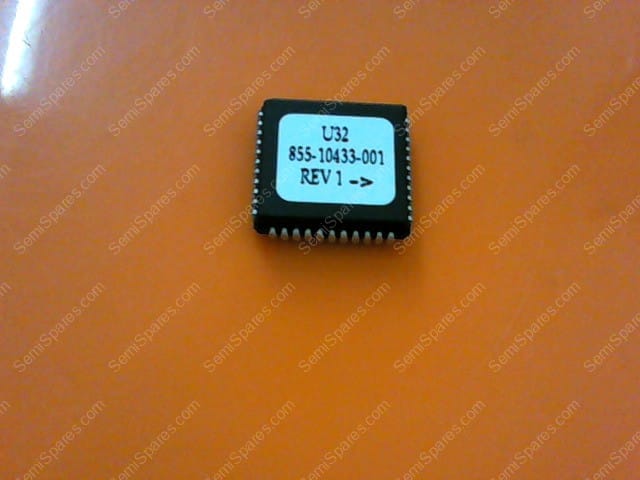 U32
855-10433-001
REV 1 ->
SemiSpares.com